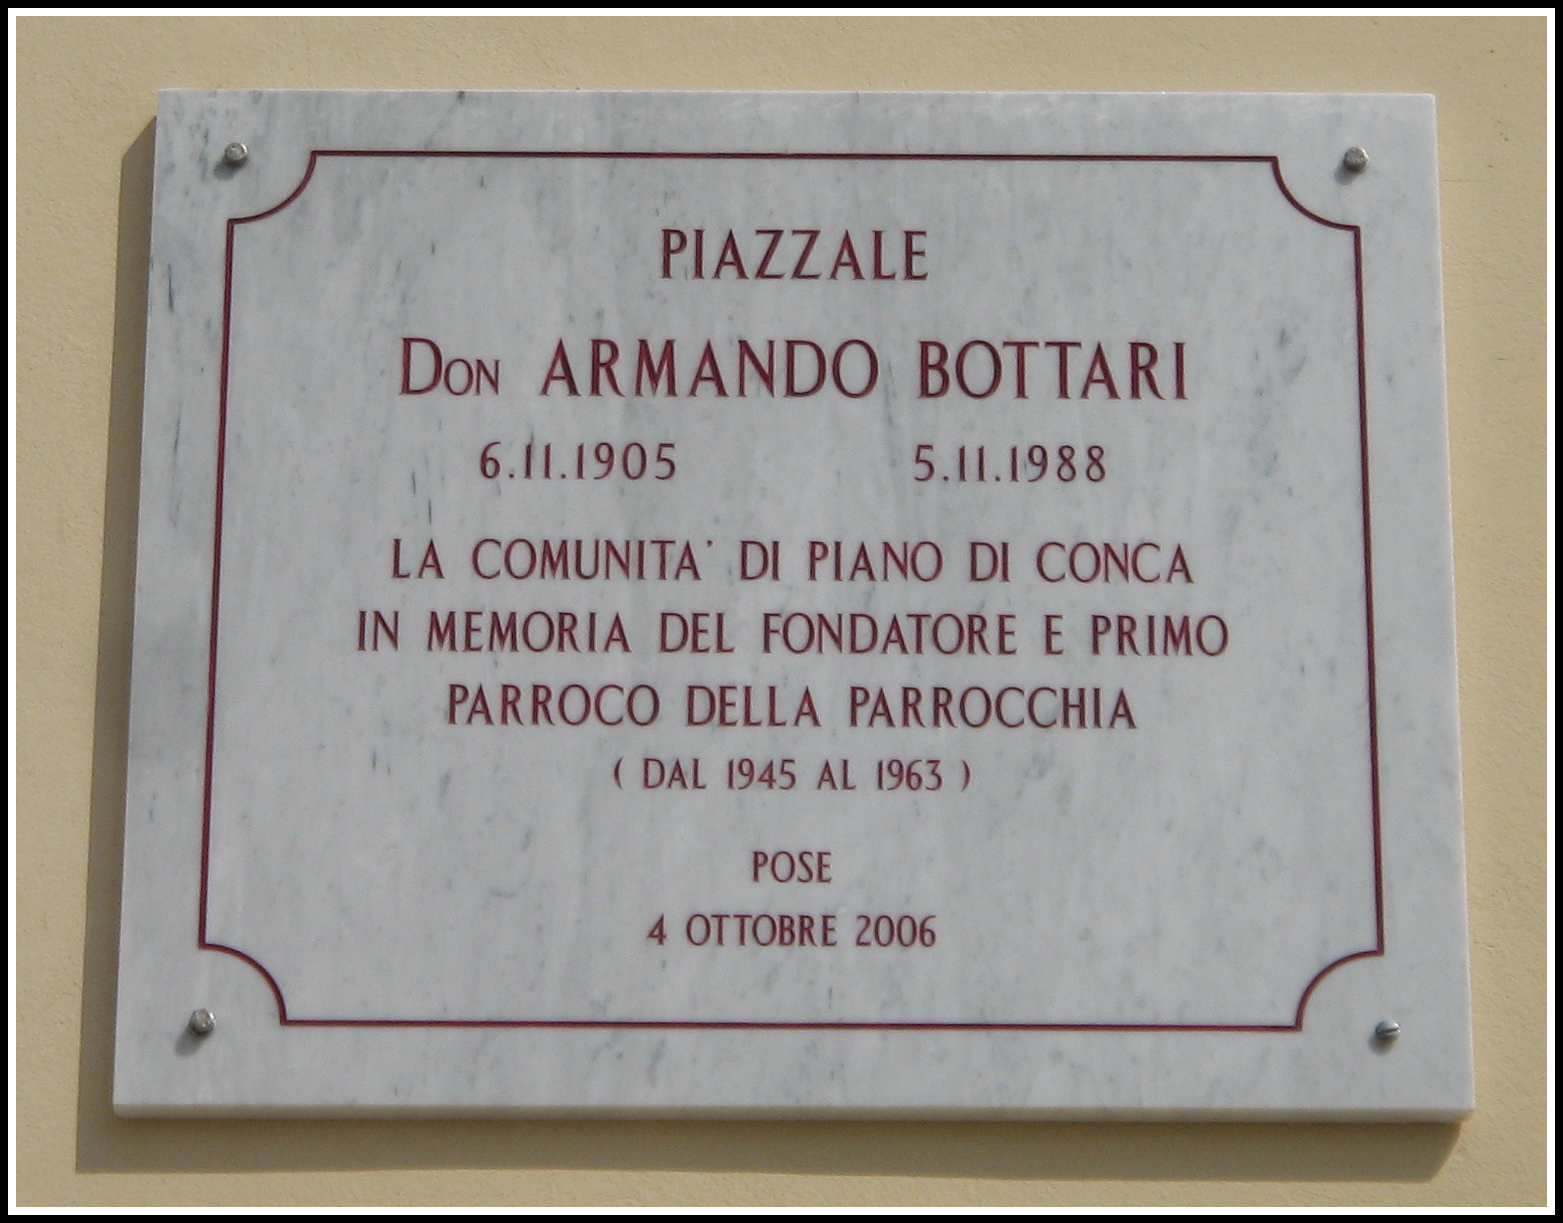 PIAZZALE
DON ARMANDO BOTTARI
6.11.1905 5.11.1988
LA COMUNITA' DI PIANO DI CONCA
IN MEMORIA DEL FONDATORE E PRIMO
PARROCO DELLA PARROCCHIA
( DAL 1945 AL 1963 )
POSE
4 OTTOBRE 2006